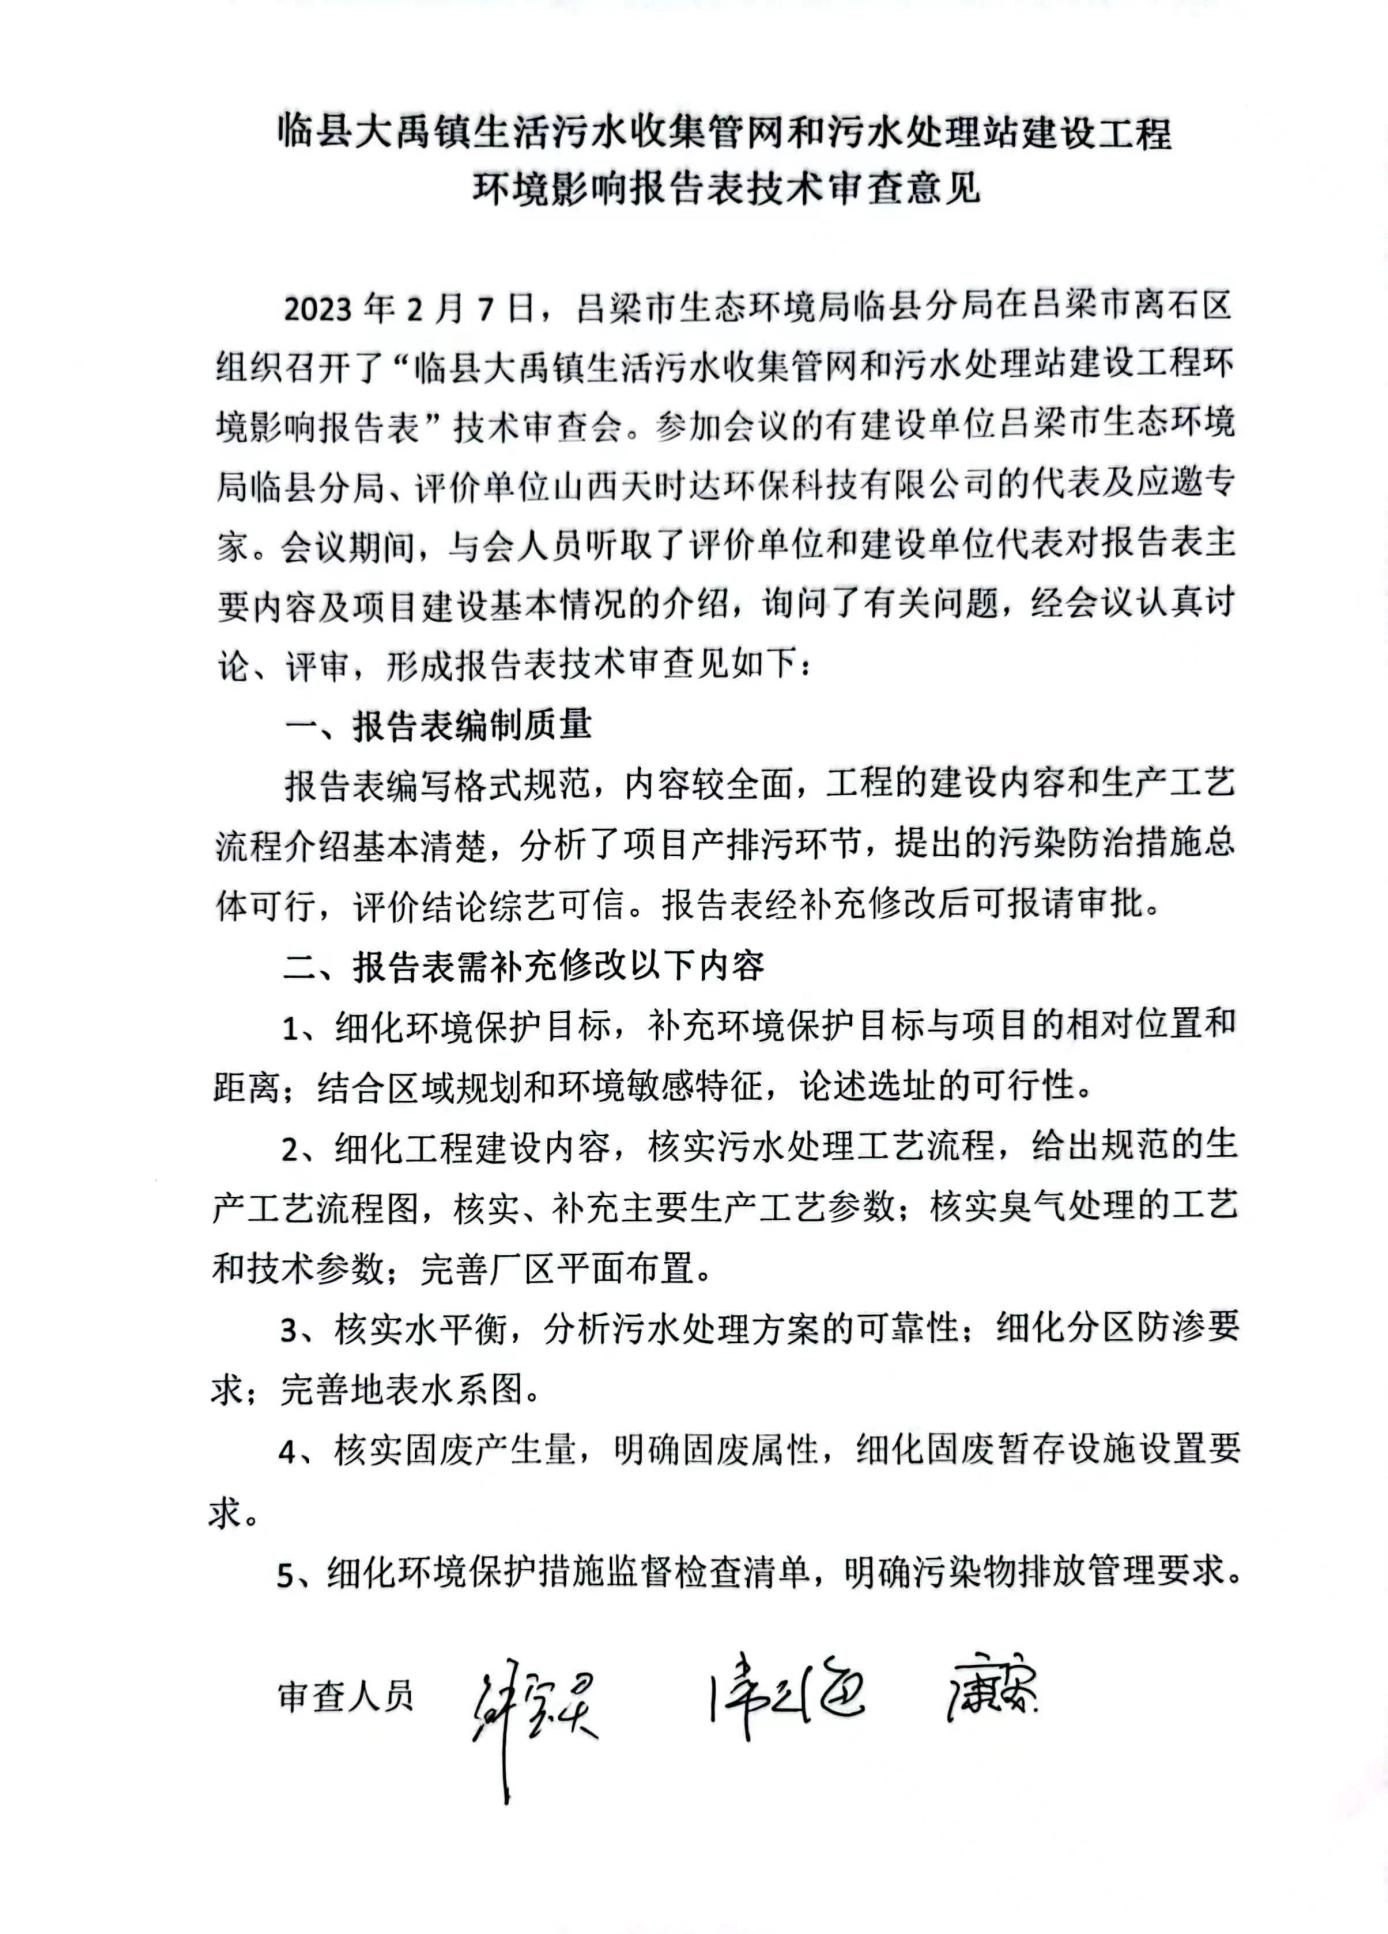 临县大禹镇生活污水收集管网和污水处理站建设工程
环境影响报告表技术审查意见
2023 年 2 月 7 日，吕梁市生态环境局临县分局在吕梁市离石区
组织召开了“临县大禹镇生活污水收集管网和污水处理站建设工程环
境影响报告表”技术审查会。参加会议的有建设单位吕梁市生态环境
局临县分局、评价单位山西天时达环保科技有限公司的代表及应邀专
家。会议期间，与会人员听取了评价单位和建设单位代表对报告表主
要内容及项目建设基本情况的介绍，询问了有关问题，经会议认真讨
论、评审，形成报告表技术审查见如下：
一、报告表编制质量
报告表编写格式规范，内容较全面，工程的建设内容和生产工艺
流程介绍基本清楚，分析了项目产排污环节，提出的污染防治措施总
体可行，评价结论综艺可信。报告表经补充修改后可报请审批。
二、报告表需补充修改以下内容
1、细化环境保护目标，补充环境保护目标与项目的相对位置和
距离；结合区域规划和环境敏感特征，论述选址的可行性。
2、细化工程建设内容，核实污水处理工艺流程，给出规范的生
产工艺流程图，核实、补充主要生产工艺参数；核实臭气处理的工艺
和技术参数；完善厂区平面布置。
3、核实水平衡，分析污水处理方案的可靠性；细化分区防渗要
求；完善地表水系图。
4、核实固废产生量，明确固废属性，细化固废暂存设施设置要
求。
5、细化环境保护措施监督检查清单，明确污染物排放管理要求。
审查人员